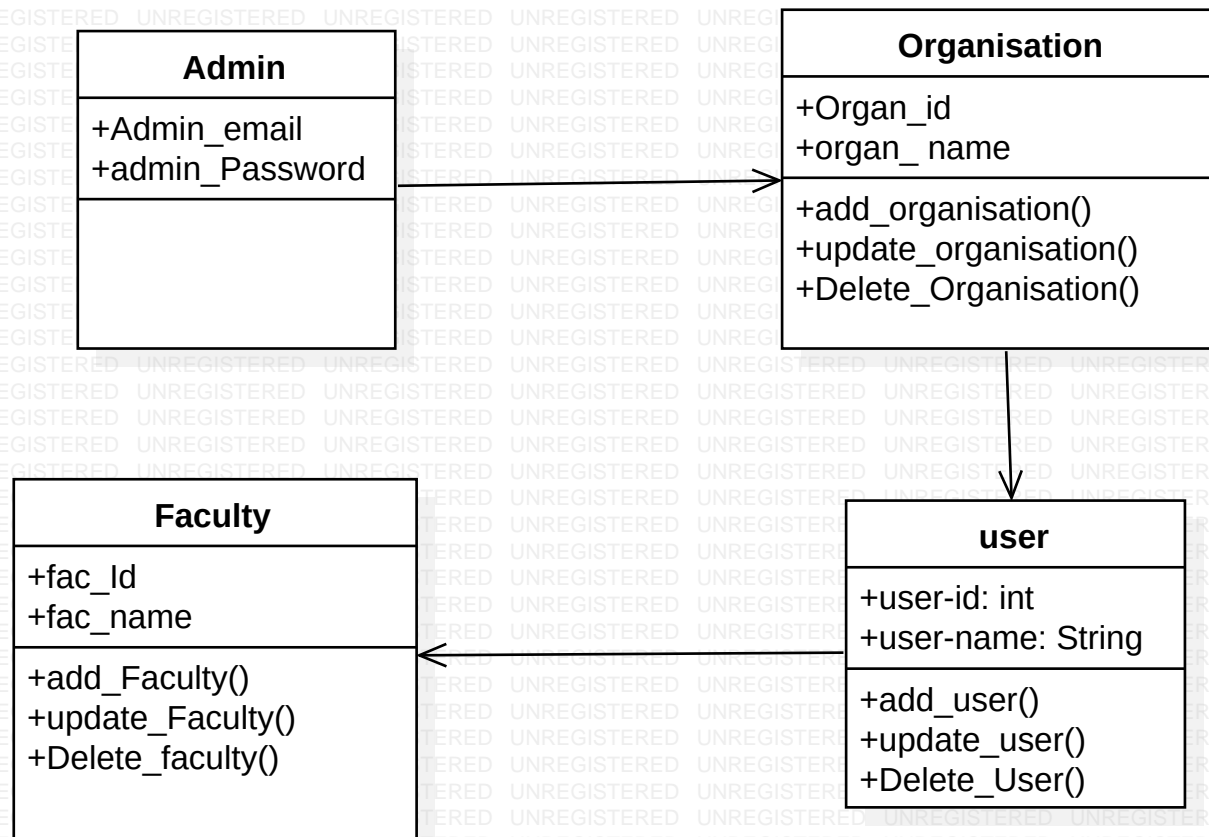 Admin
+Admin_email
+admin_Password
Organisation
+Organ_id
+organ_ name
+add_organisation()
+update_organisation()
+Delete_Organisation()
Faculty
+fac_Id
+fac_name
+add_Faculty()
+update_Faculty()
+Delete_faculty()
user
+user-id: int
+user-name: String
+add_user()
+update_user()
+Delete_User()
UNREGISTERED